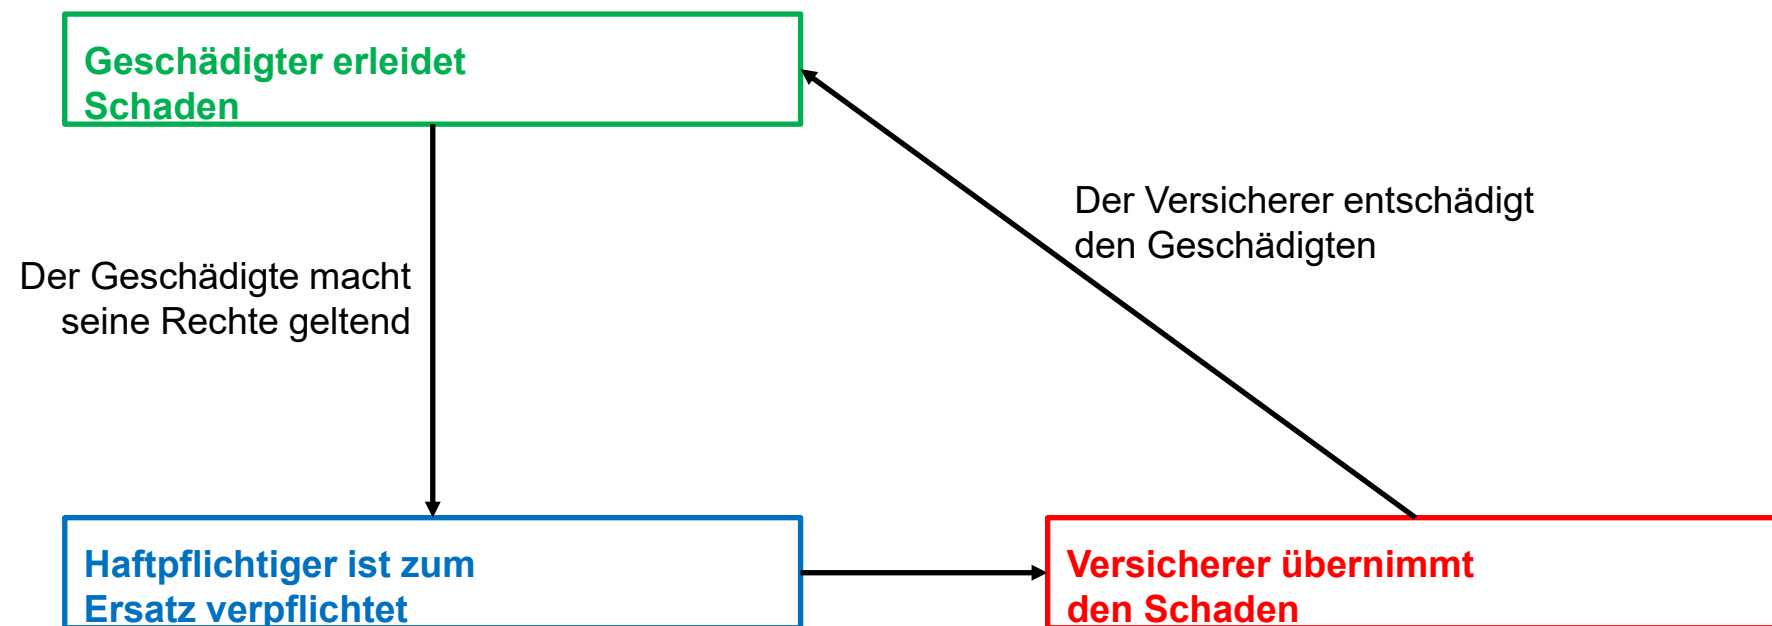 Geschädigter erleidet
Schaden
Der Versicherer entschädigt
den Geschädigten
Der Geschädigte macht
seine Rechte geltend
Haftpflichtiger ist zum
Ersatz verpflichtet
Versicherer übernimmt
den Schaden